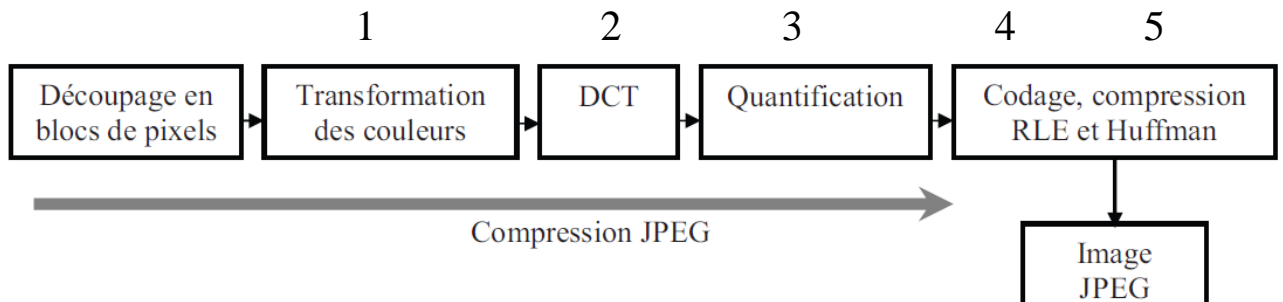 1 2 3 4 5
Découpage en
blocs de pixels
Transformation
des couleurs
DCT
Quantification
Codage, compression
RLE et Huffman
Compression JPEG
Image
JPEG